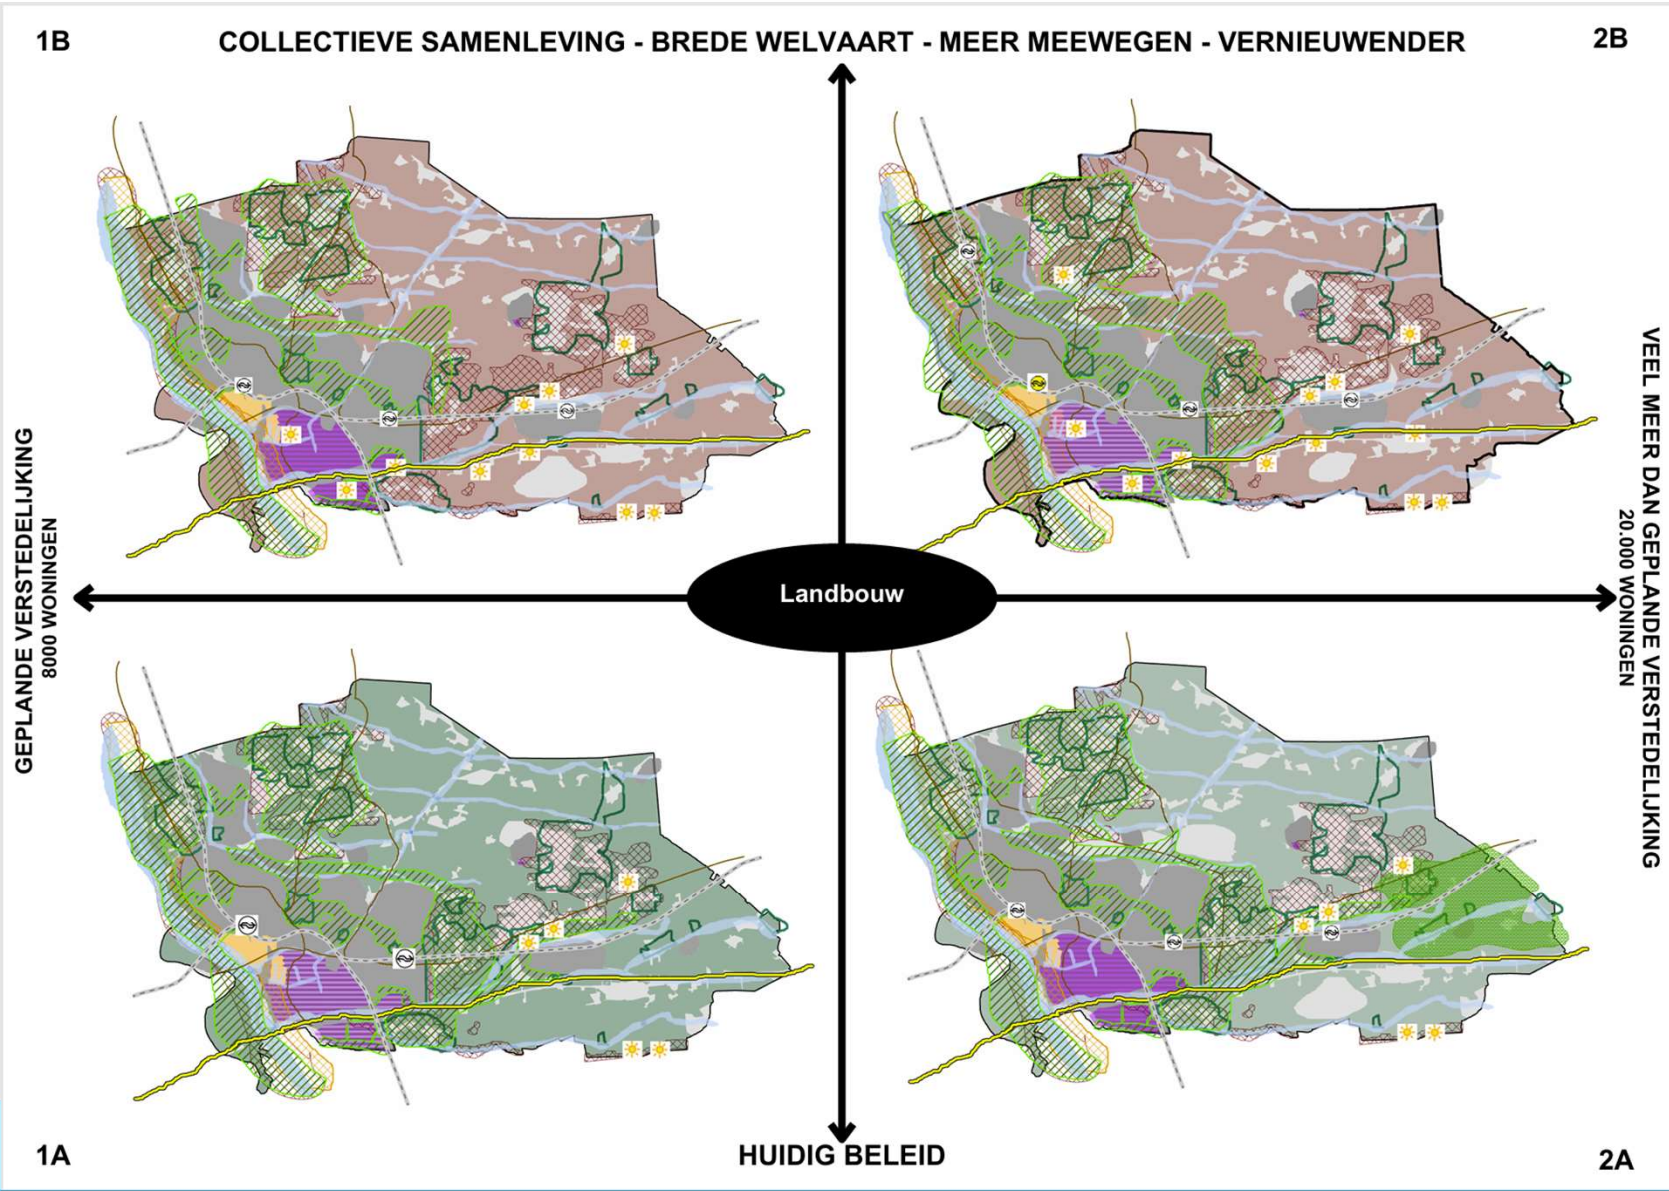 1B
COLLECTIEVE SAMENLEVING - BREDE WELVAART - MEER MEEWEGEN - VERNIEUWENDER
2B
GEPLANDE VERSTEDELIJKING
8000 WONINGEN
Landbouw
VEEL MEER DAN GEPLANDE VERSTEDELIJKING
20.000 WONINGEN
1A
HUIDIG BELEID
2A